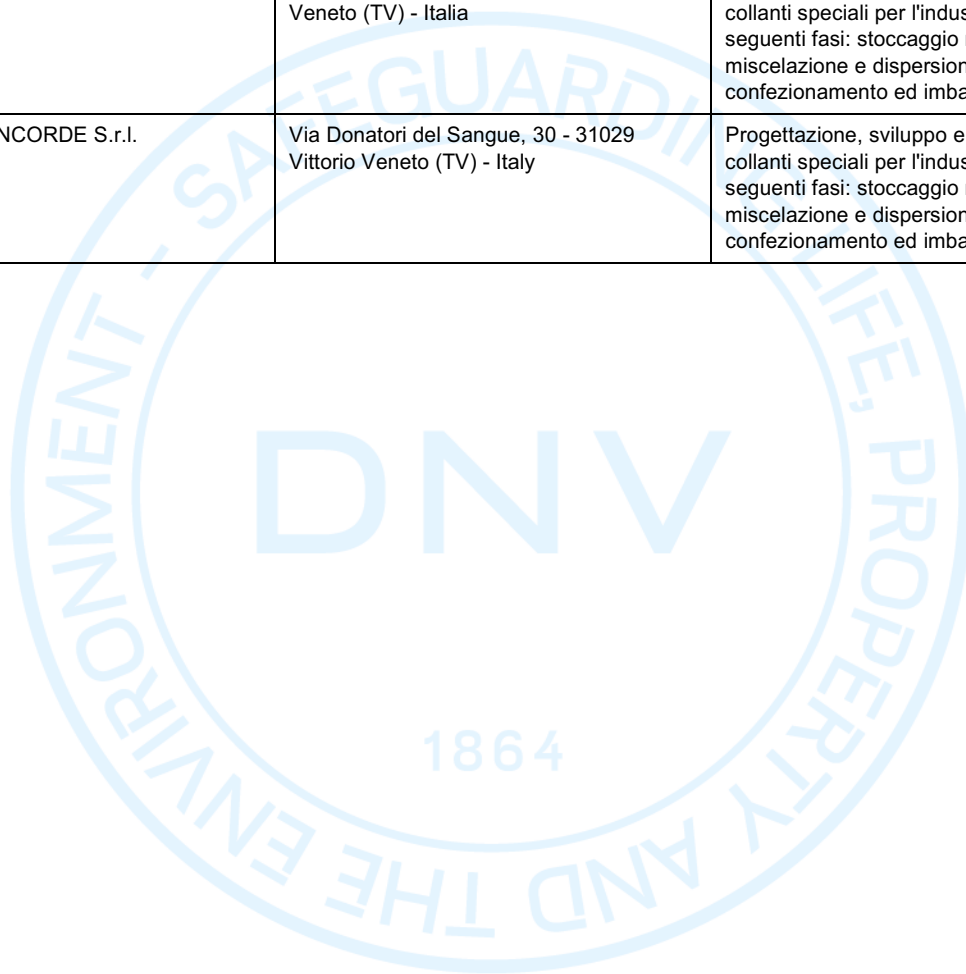 Veneto (TV) - Italia
collanti speciali per l'indus
seguenti fasi: stoccaggio
miscelazione e dispersion
confezionamento ed imba
NCORDE S.r.l.
Via Donatori del Sangue, 30 - 31029
Vittorio Veneto (TV) - Italy
Progettazione, sviluppo e
collanti speciali per l'indus
seguenti fasi: stoccaggio
miscelazione e dispersion
confezionamento ed imba
SAFEGUARDING LIFE, PROPERTY AND THE ENVIRONMENT -
DNV
1864